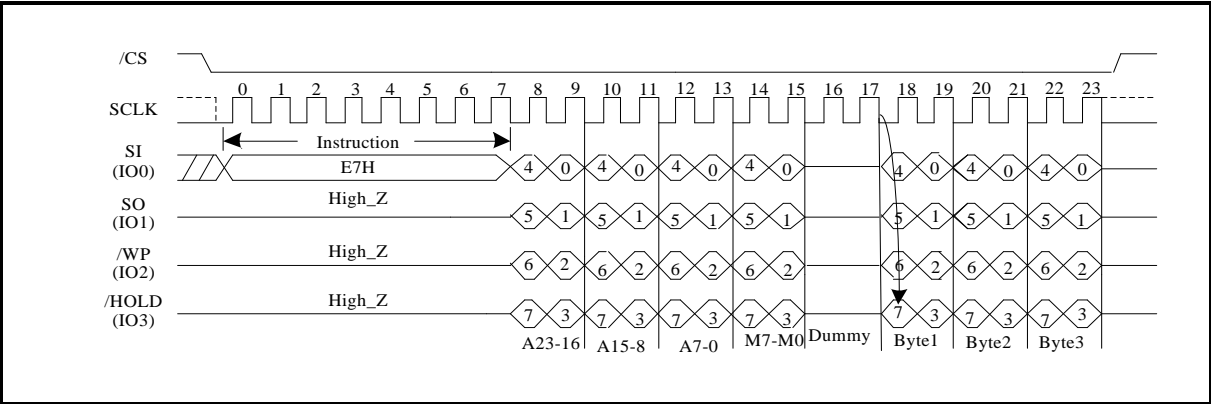 /CS
0 1 2 3 4 5 6 7 8 9 10 11 12 13 14 15 16 17 18 19 20 21 22 23
SCLK
Instruction
SI
(IO0)
E7H
4 0 4 0 4 0 4 0 4 0 4 0 4 0
High_Z
SO
(IO1)
5 1 5 1 5 1 5 1 5 1 5 1 5 1
High_Z
/WP
(IO2)
6 2 6 2 6 2 6 2 6 2 6 2 6 2
High_Z
/HOLD
(IO3)
7 3 7 3 7 3 7 3 7 3 7 3 7 3
A23-16 A15-8 A7-0 M7-M0 Dummy Byte1 Byte2 Byte3